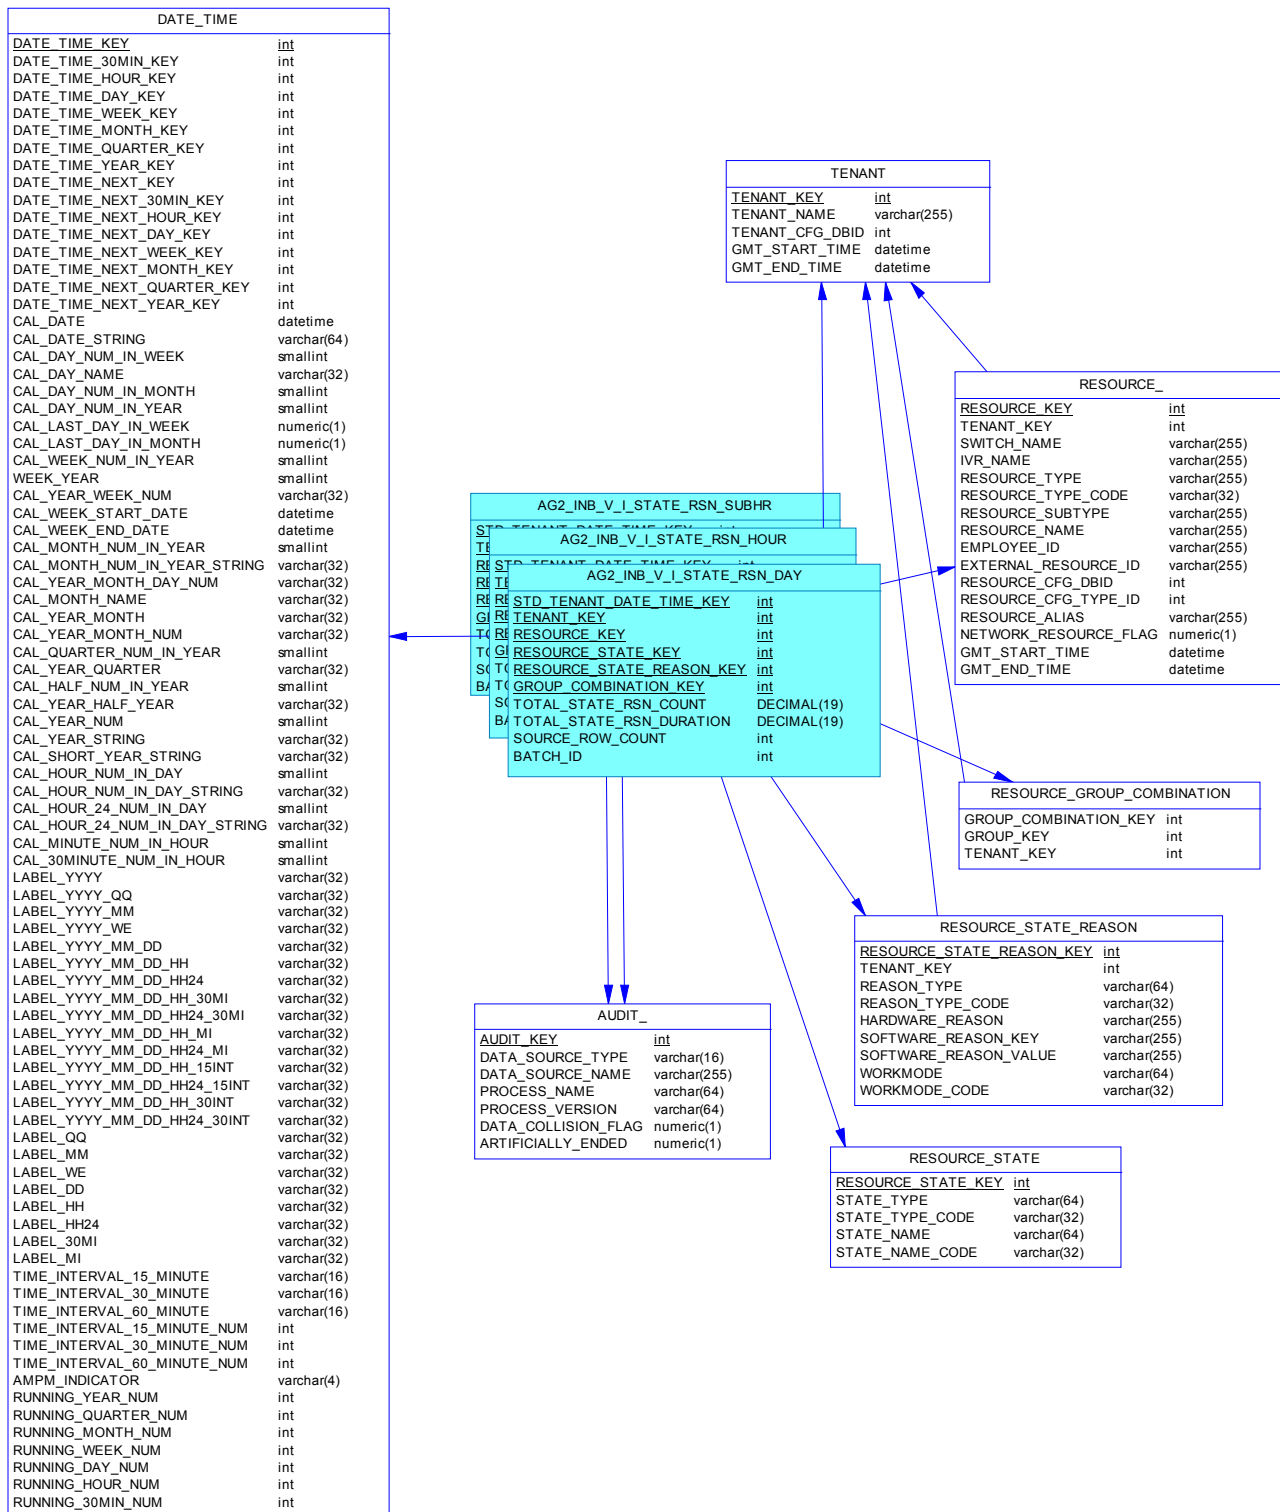 DATE_TIME
DATE_TIME_KEY int
DATE_TIME_30MIN_KEY int
DATE_TIME_HOUR_KEY int
DATE_TIME_DAY_KEY int
DATE_TIME_WEEK_KEY int
DATE_TIME_MONTH_KEY int
DATE_TIME_QUARTER_KEY int
DATE_TIME_YEAR_KEY int
DATE_TIME_NEXT_KEY int
DATE_TIME_NEXT_30MIN_KEY int
DATE_TIME_NEXT_HOUR_KEY int
DATE_TIME_NEXT_DAY_KEY int
DATE_TIME_NEXT_WEEK_KEY int
DATE_TIME_NEXT_MONTH_KEY int
DATE_TIME_NEXT_QUARTER_KEY int
DATE_TIME_NEXT_YEAR_KEY int
CAL_DATE datetime
CAL_DATE_STRING varchar(64)
CAL_DAY_NUM_IN_WEEK smallint
CAL_DAY_NAME varchar(32)
CAL_DAY_NUM_IN_MONTH smallint
CAL_DAY_NUM_IN_YEAR smallint
CAL_LAST_DAY_IN_WEEK numeric(1)
CAL_LAST_DAY_IN_MONTH numeric(1)
CAL_WEEK_NUM_IN_YEAR smallint
WEEK_YEAR smallint
CAL_YEAR_WEEK_NUM varchar(32)
CAL_WEEK_START_DATE datetime
CAL_WEEK_END_DATE datetime
CAL_MONTH_NUM_IN_YEAR smallint
CAL_MONTH_NUM_IN_YEAR_STRING varchar(32)
CAL_YEAR_MONTH_DAY_NUM varchar(32)
CAL_MONTH_NAME varchar(32)
CAL_YEAR_MONTH varchar(32)
CAL_YEAR_MONTH_NUM varchar(32)
CAL_QUARTER_NUM_IN_YEAR smallint
CAL_YEAR_QUARTER varchar(32)
CAL_HALF_NUM_IN_YEAR smallint
CAL_YEAR_HALF_YEAR varchar(32)
CAL_YEAR_NUM smallint
CAL_YEAR_STRING varchar(32)
CAL_SHORT_YEAR_STRING varchar(32)
CAL_HOUR_NUM_IN_DAY smallint
CAL_HOUR_NUM_IN_DAY_STRING varchar(32)
CAL_HOUR_24_NUM_IN_DAY smallint
CAL_HOUR_24_NUM_IN_DAY_STRING varchar(32)
CAL_MINUTE_NUM_IN_HOUR smallint
CAL_30MINUTE_NUM_IN_HOUR smallint
LABEL_YYYY varchar(32)
LABEL_YYYY_QQ varchar(32)
LABEL_YYYY_MM varchar(32)
LABEL_YYYY_WE varchar(32)
LABEL_YYYY_MM_DD varchar(32)
LABEL_YYYY_MM_DD_HH varchar(32)
LABEL_YYYY_MM_DD_HH24 varchar(32)
LABEL_YYYY_MM_DD_HH_30MI varchar(32)
LABEL_YYYY_MM_DD_HH24_30MI varchar(32)
LABEL_YYYY_MM_DD_HH_MI varchar(32)
LABEL_YYYY_MM_DD_HH24_MI varchar(32)
LABEL_YYYY_MM_DD_HH_15INT varchar(32)
LABEL_YYYY_MM_DD_HH24_15INT varchar(32)
LABEL_YYYY_MM_DD_HH_30INT varchar(32)
LABEL_YYYY_MM_DD_HH24_30INT varchar(32)
LABEL_QQ varchar(32)
LABEL_MM varchar(32)
LABEL_WE varchar(32)
LABEL_DD varchar(32)
LABEL_HH varchar(32)
LABEL_HH24 varchar(32)
LABEL_30MI varchar(32)
LABEL_MI varchar(32)
TIME_INTERVAL_15_MINUTE varchar(16)
TIME_INTERVAL_30_MINUTE varchar(16)
TIME_INTERVAL_60_MINUTE varchar(16)
TIME_INTERVAL_15_MINUTE_NUM int
TIME_INTERVAL_30_MINUTE_NUM int
TIME_INTERVAL_60_MINUTE_NUM int
AMPM_INDICATOR varchar(4)
RUNNING_YEAR_NUM int
RUNNING_QUARTER_NUM int
RUNNING_MONTH_NUM int
RUNNING_WEEK_NUM int
RUNNING_DAY_NUM int
RUNNING_HOUR_NUM int
RUNNING_30MIN_NUM int
TENANT
TENANT_KEY int
TENANT_NAME varchar(255)
TENANT_CFG_DBID int
GMT_START_TIME datetime
GMT_END_TIME datetime
RESOURCE_
RESOURCE_KEY int
TENANT_KEY int
SWITCH_NAME varchar(255)
IVR_NAME varchar(255)
RESOURCE_TYPE varchar(255)
RESOURCE_TYPE_CODE varchar(32)
RESOURCE_SUBTYPE varchar(255)
RESOURCE_NAME varchar(255)
EMPLOYEE_ID varchar(255)
EXTERNAL_RESOURCE_ID varchar(255)
RESOURCE_CFG_DBID int
RESOURCE_CFG_TYPE_ID int
RESOURCE_ALIAS varchar(255)
NETWORK_RESOURCE_FLAG numeric(1)
GMT_START_TIME datetime
GMT_END_TIME datetime
AG2_INB_V_I_STATE_RSN_SUBHR
AG2_INB_V_I_STATE_RSN_HOUR
AG2_INB_V_I_STATE_RSN_DAY
STD_TENANT_DATE_TIME_KEY int
TENANT_KEY int
RESOURCE_KEY int
RESOURCE_STATE_KEY int
RESOURCE_STATE_REASON_KEY int
GROUP_COMBINATION_KEY int
TOTAL_STATE_RSN_COUNT DECIMAL(19)
TOTAL_STATE_RSN_DURATION DECIMAL(19)
SOURCE_ROW_COUNT int
BATCH_ID int
RESOURCE_GROUP_COMBINATION
GROUP_COMBINATION_KEY int
GROUP_KEY int
TENANT_KEY int
RESOURCE_STATE_REASON
RESOURCE_STATE_REASON_KEY int
TENANT_KEY int
REASON_TYPE varchar(64)
REASON_TYPE_CODE varchar(32)
HARDWARE_REASON varchar(255)
SOFTWARE_REASON_KEY varchar(255)
SOFTWARE_REASON_VALUE varchar(255)
WORKMODE varchar(64)
WORKMODE_CODE varchar(32)
AUDIT_
AUDIT_KEY int
DATA_SOURCE_TYPE varchar(16)
DATA_SOURCE_NAME varchar(255)
PROCESS_NAME varchar(64)
PROCESS_VERSION varchar(64)
DATA_COLLISION_FLAG numeric(1)
ARTIFICIALLY_ENDED numeric(1)
RESOURCE_STATE
RESOURCE_STATE_KEY int
STATE_TYPE varchar(64)
STATE_TYPE_CODE varchar(32)
STATE_NAME varchar(64)
STATE_NAME_CODE varchar(32)